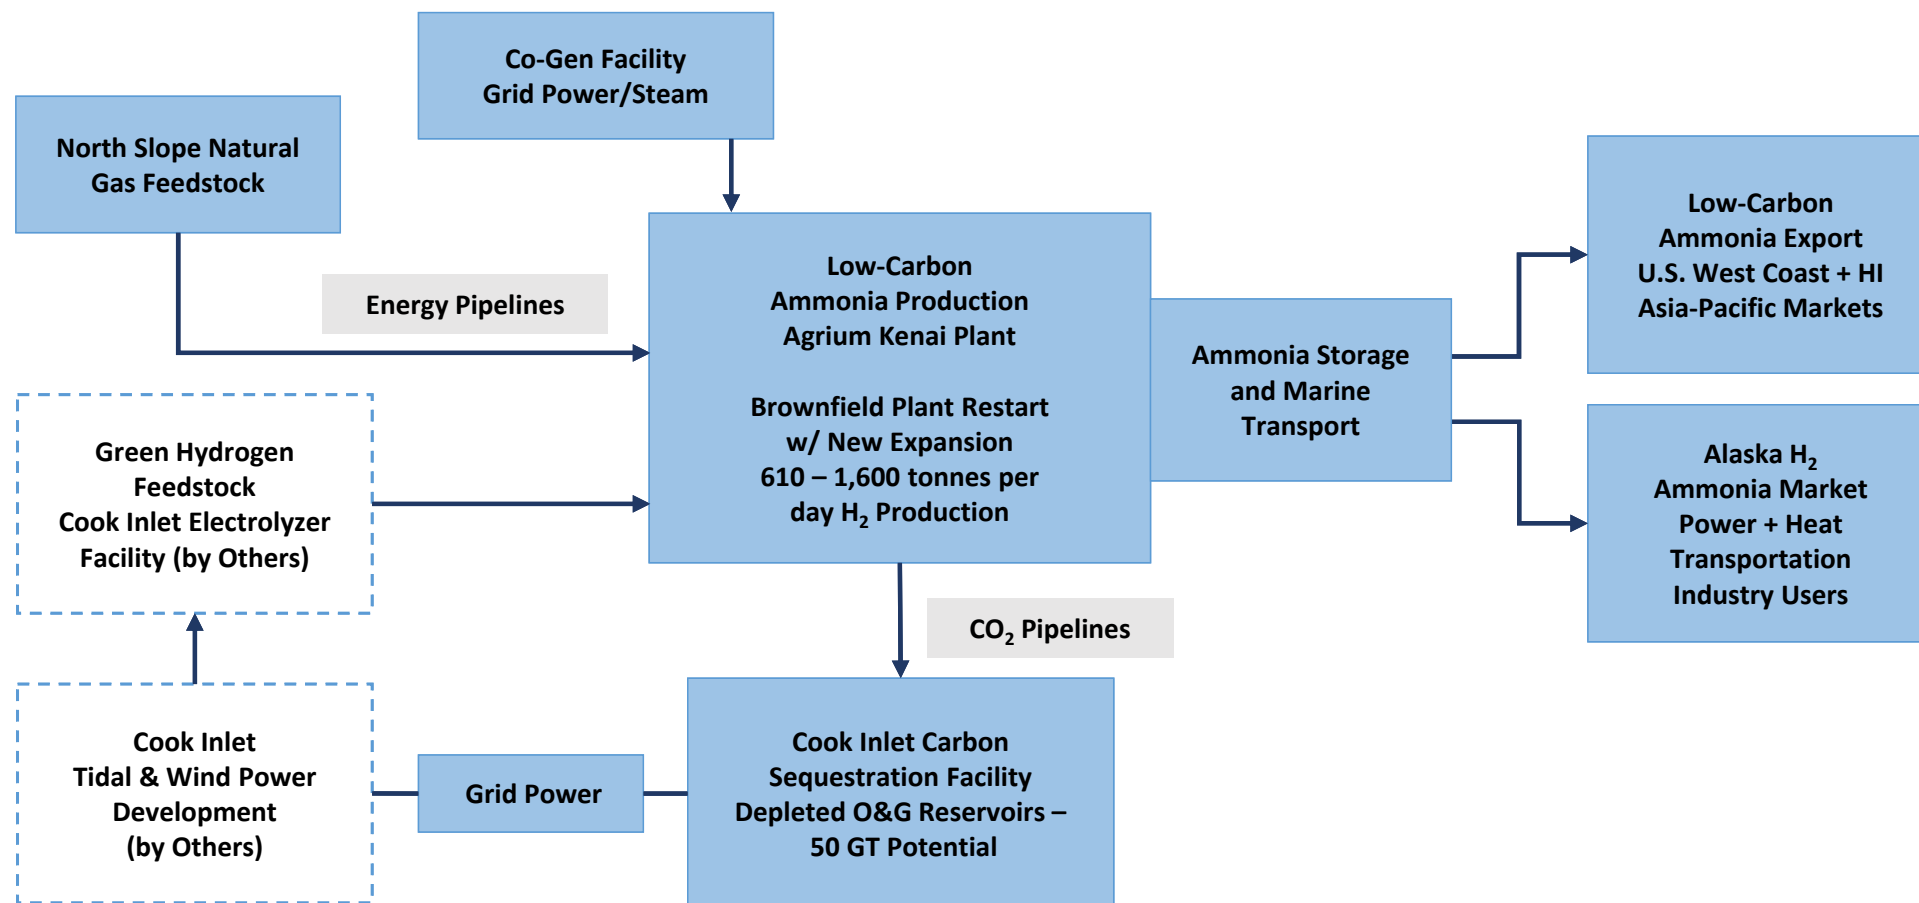 Co-Gen Facility
Grid Power/Steam
North Slope Natural
Gas Feedstock
Energy Pipelines
Low-Carbon
Ammonia Production
Agrium Kenai Plant
Brownfield Plant Restart
w/ New Expansion
610 – 1,600 tonnes per
day H₂ Production
Ammonia Storage
and Marine
Transport
Low-Carbon
Ammonia Export
U.S. West Coast + HI
Asia-Pacific Markets
Alaska H₂
Ammonia Market
Power + Heat
Transportation
Industry Users
Green Hydrogen
Feedstock
Cook Inlet Electrolyzer
Facility (by Others)
CO₂ Pipelines
Cook Inlet
Tidal & Wind Power
Development
(by Others)
Grid Power
Cook Inlet Carbon
Sequestration Facility
Depleted O&G Reservoirs –
50 GT Potential